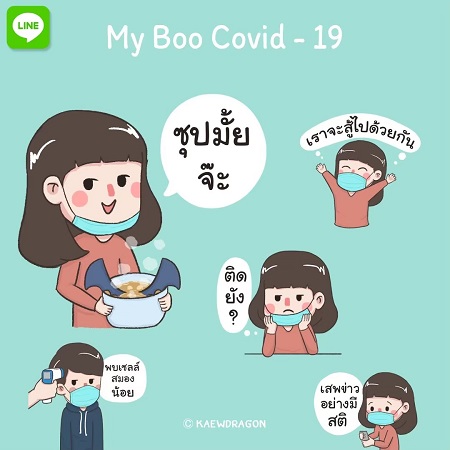 LINE
My Boo Covid - 19
ซุปมั้ย
จ๊ะ
เราจะสู้ไปด้วยกัน
ติด
ยัง
?
พบเซลล์
สมอง
น้อย
เสพข่าว
อย่างมี
สติ
© KAEWDRAGON